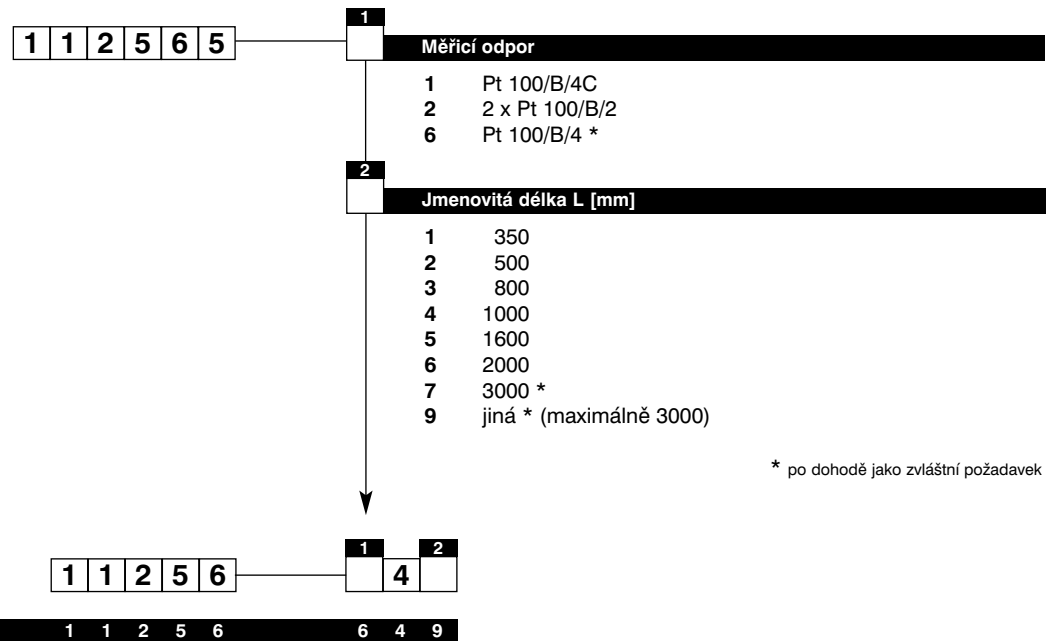 1
1 1 2 5 6 5
Měřicí odpor
1 Pt 100/B/4C
2 2 x Pt 100/B/2
6 Pt 100/B/4 *
2
Jmenovitá délka L [mm]
1 350
2 500
3 800
4 1000
5 1600
6 2000
7 3000 *
9 jiná * (maximálně 3000)
* po dohodě jako zvláštní požadavek
1 2
1 1 2 5 6 4
1 1 2 5 6 6 4 9